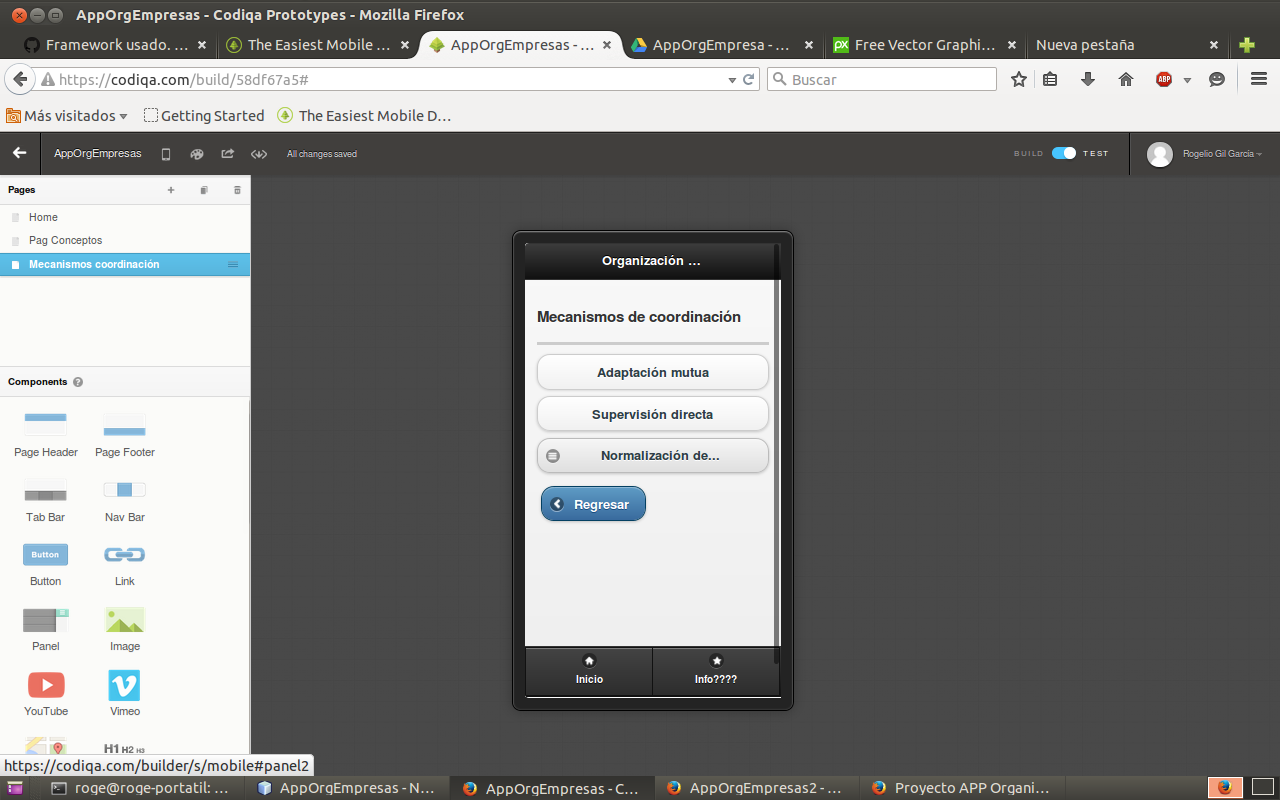 AppOrgEmpresas - Codiqa Prototypes - Mozilla Firefox
Framework usado. ...
The Easiest Mobile ...
AppOrgEmpresas - ...
AppOrgEmpresa - ...
Free Vector Graphi...
Nueva pestaña
https://codiqa.com/build/58df67a5#
Buscar
ABP
Más visitados
Getting Started
The Easiest Mobile D...
AppOrgEmpresas
All changes saved
BUILD
TEST
Rogelio Gil García
Pages
Home
Pag Conceptos
Mecanismos coordinación
Components
Page Header
Page Footer
Tab Bar
Nav Bar
Button
Button
Link
Panel
Image
YouTube
Vimeo
H1 H2 H3
Organización ...
Mecanismos de coordinación
Adaptación mutua
Supervisión directa
Normalización de...
Regresar
Inicio
Info????
https://codiqa.com/builder/s/mobile#panel2
roge@roge-portatil: ...
AppOrgEmpresas - N...
AppOrgEmpresas - C...
AppOrgEmpresas2 - ...
Proyecto APP Organi...